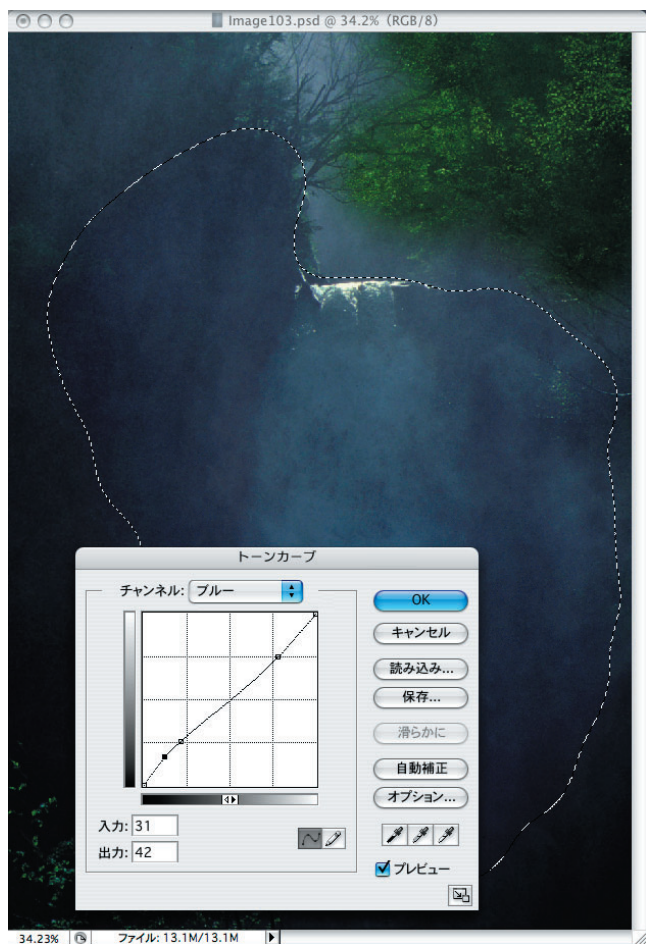 Image103.psd @ 34.2% (RGB/8)
トーンカーブ
チャンネル: ブルー
OK
キャンセル
読み込み...
保存...
滑らかに
自動補正
オプション...
入力: 31
出力: 42
プレビュー
34.23% ファイル: 13.1M/13.1M